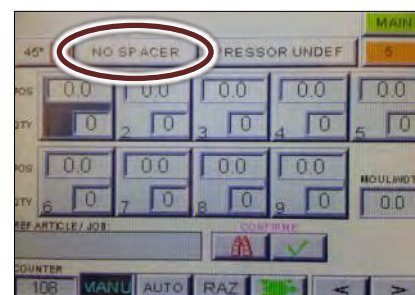 MAIN
45° NO SPACER PRESSOR UNDEF 5
POS 0.0 0.0 0.0 0.0 0.0
QTY 0 2 0 3 0 4 0 5 0
POS 0.0 0.0 0.0 0.0 MOULINOT
QTY 6 0 7 0 8 0 9 0 0.0
REF ARTICLE / JOB: CONFIRME
COUNTER
108 MANU AUTO RAZ < >